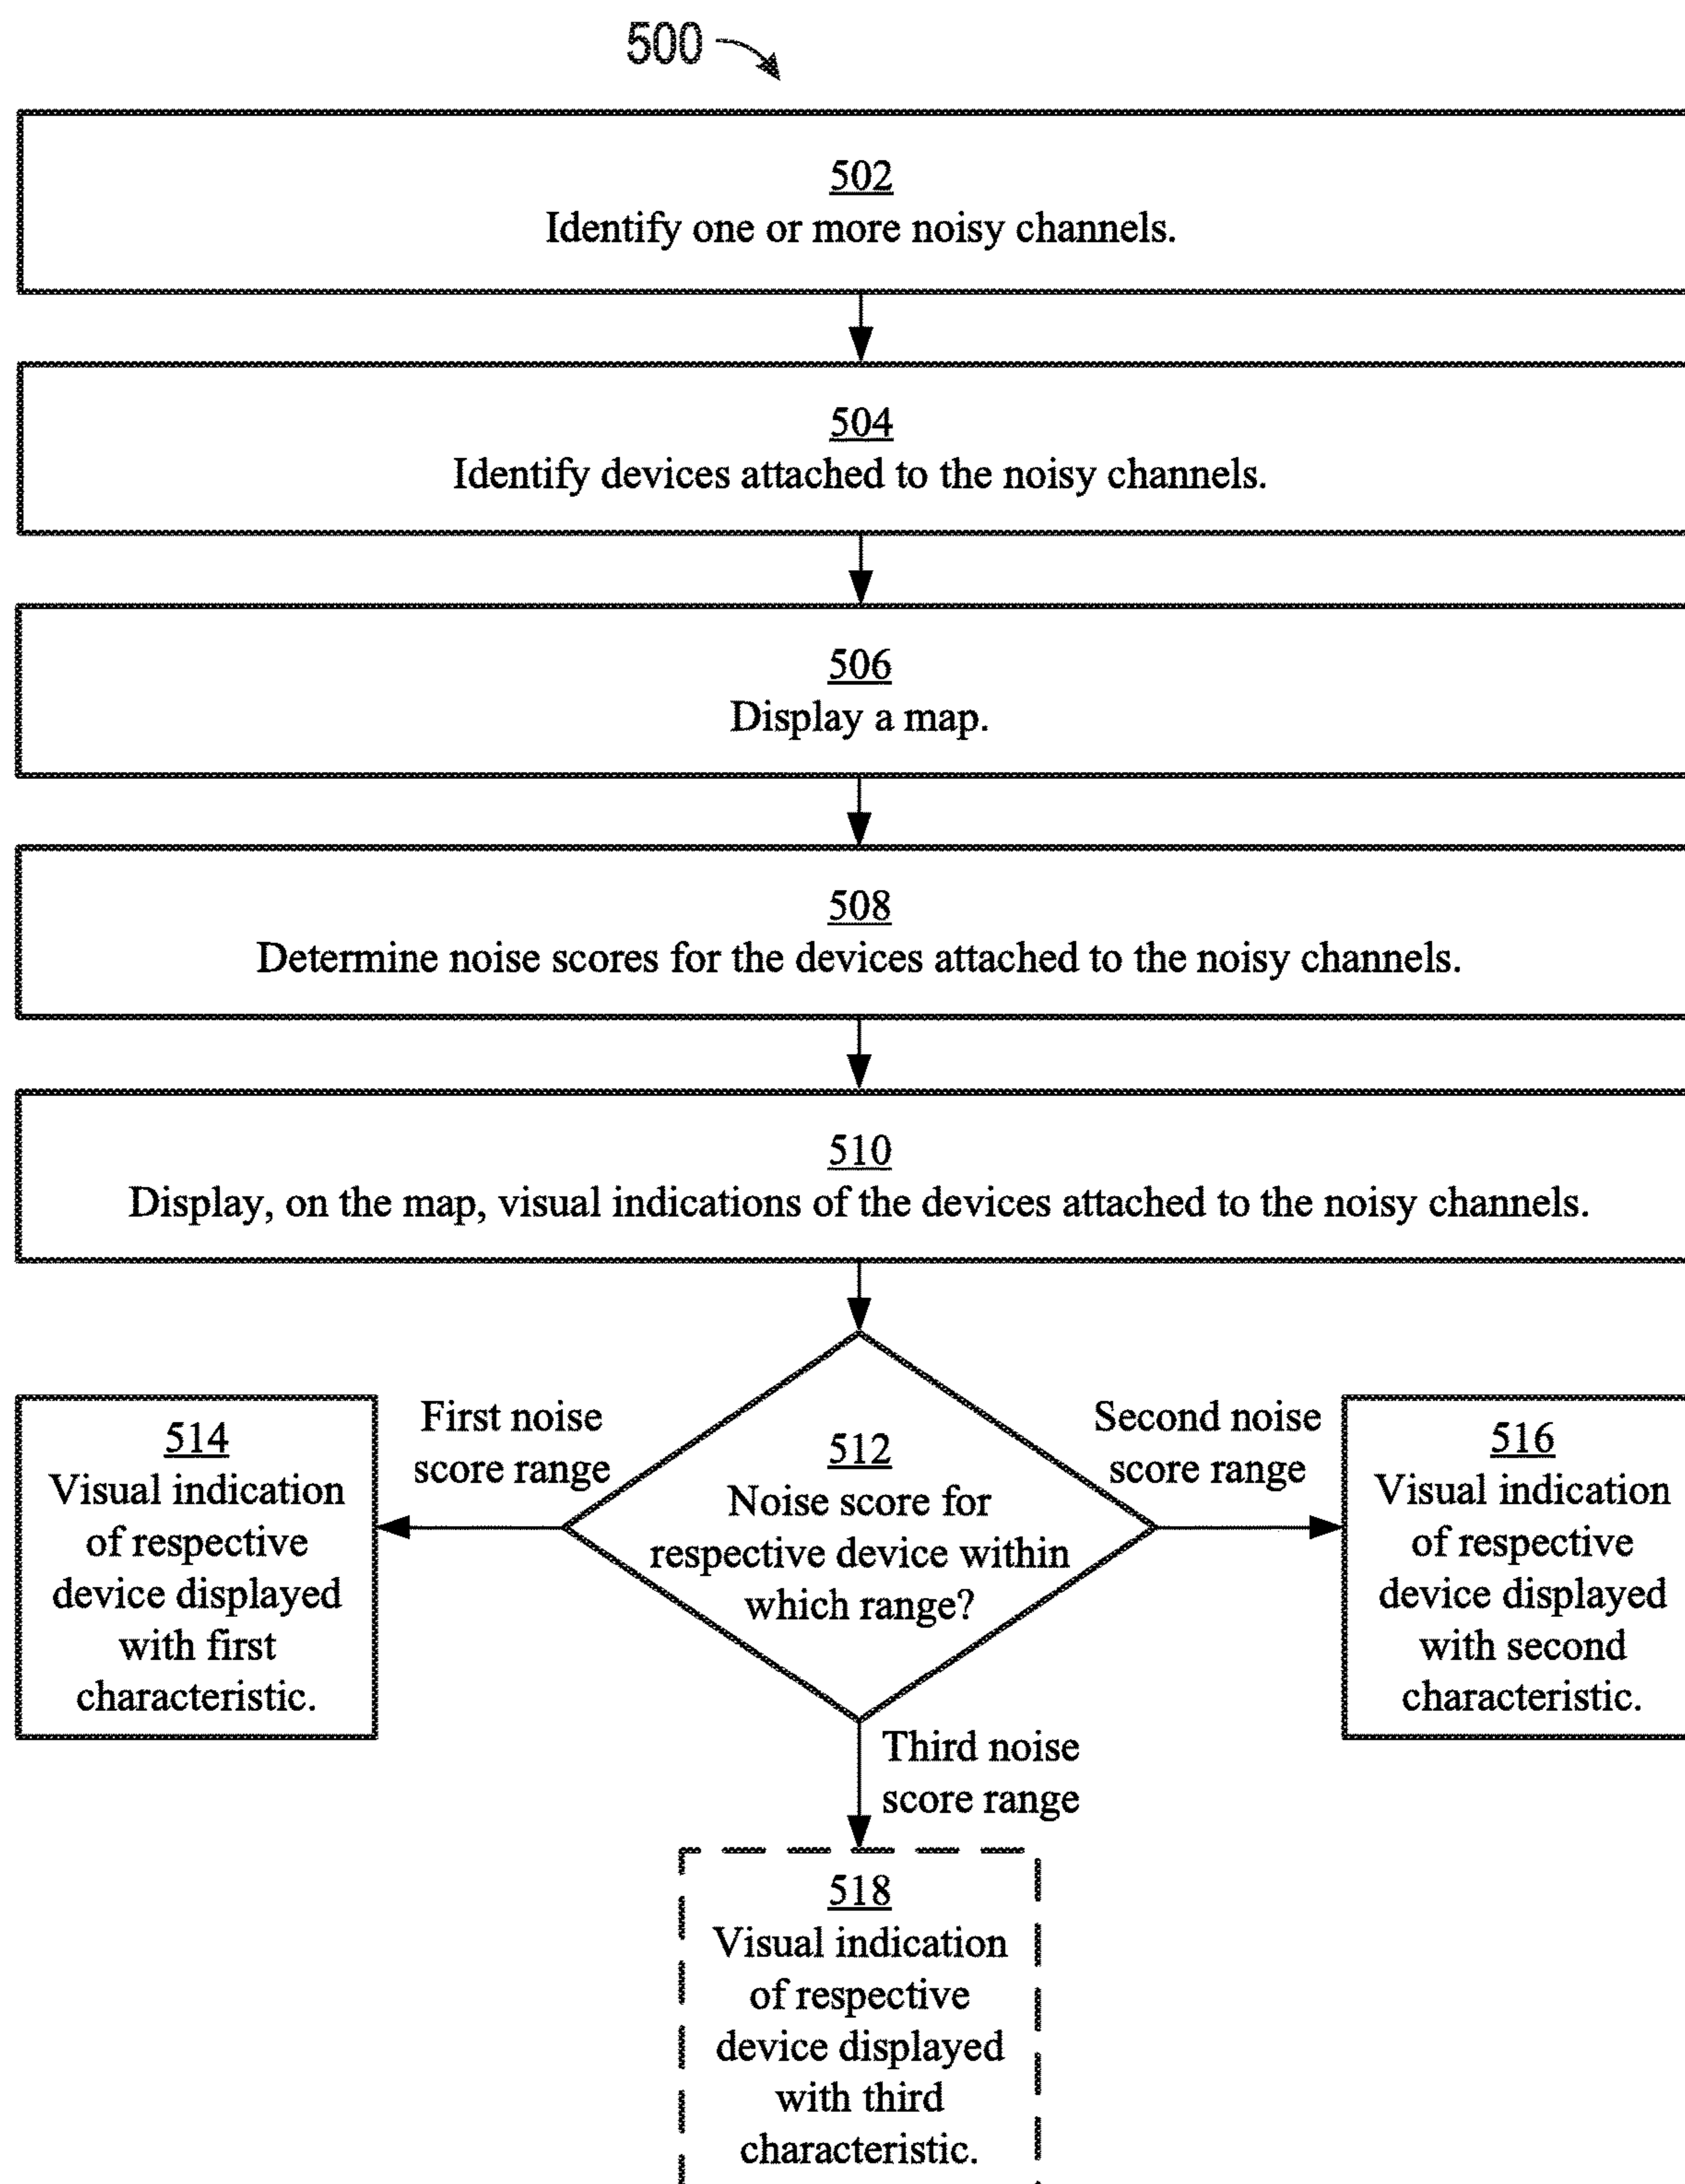 500
502
Identify one or more noisy channels.
504
Identify devices attached to the noisy channels.
506
Display a map.
508
Determine noise scores for the devices attached to the noisy channels.
510
Display, on the map, visual indications of the devices attached to the noisy channels.
First noise
score range
512
Noise score for
respective device within
which range?
Second noise
score range
514
Visual indication
of respective
device displayed
with first
characteristic.
516
Visual indication
of respective
device displayed
with second
characteristic.
Third noise
score range
518
Visual indication
of respective
device displayed
with third
characteristic.